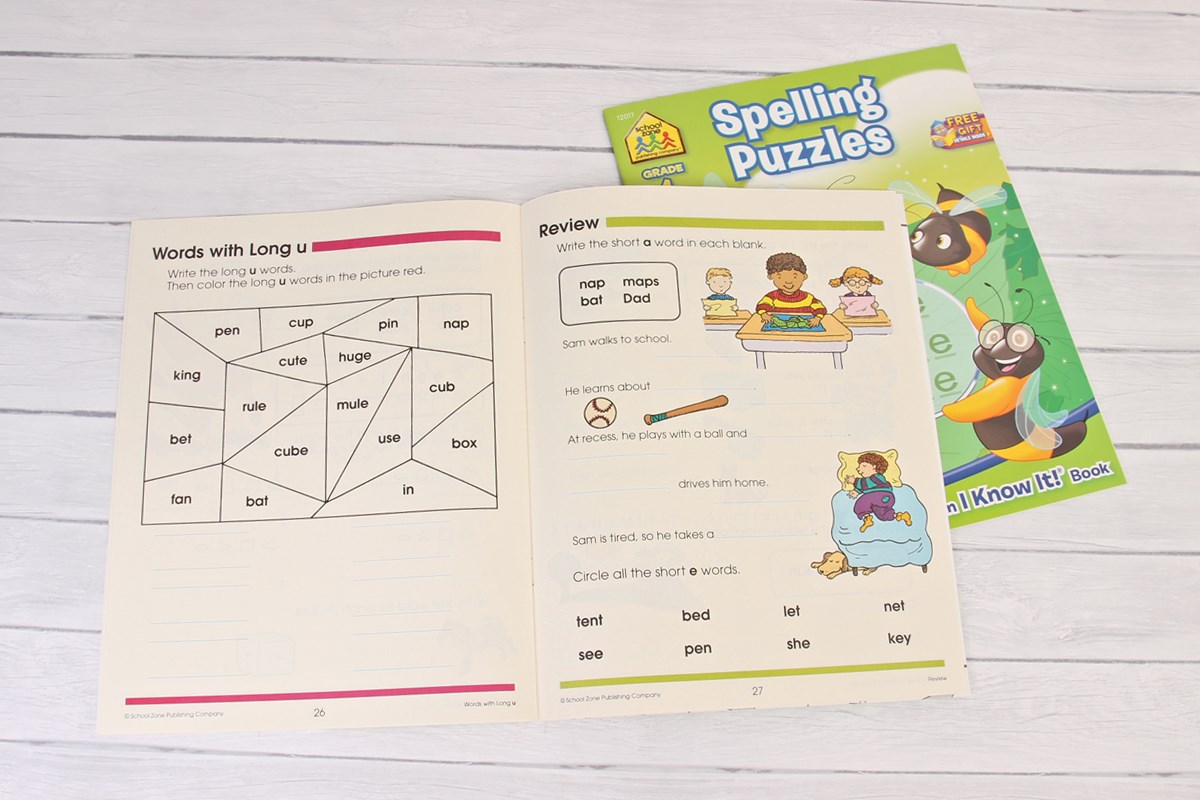 12017
school
zone
publishing company
GRADE
Spelling
Puzzles
FREE
GIFT
e
e
e
I Know It!® Book
Words with Long u
Write the long u words.
Then color the long u words in the picture red.
pen
cup
pin
nap
king
cute
huge
cub
rule
mule
bet
cube
use
box
fan
bat
in
© School Zone Publishing Company
26
Words with Long u
Review
Write the short a word in each blank.
nap maps
bat Dad
Sam walks to school.
He learns about
At recess, he plays with a ball and
drives him home.
Sam is tired, so he takes a
Circle all the short e words.
tent bed let net
see pen she key
© School Zone Publishing Company
27
Review